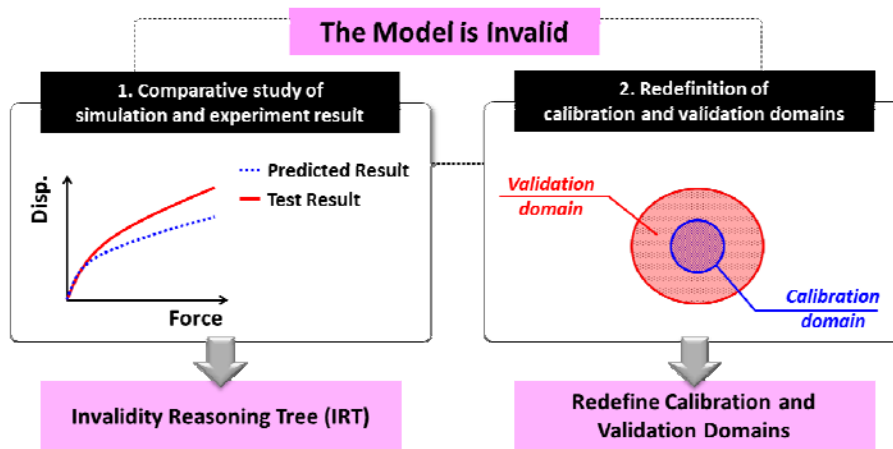 The Model is Invalid
1. Comparative study of
simulation and experiment result
Disp.
Predicted Result
Test Result
Force
Invalidity Reasoning Tree (IRT)
2. Redefinition of
calibration and validation domains
Validation
domain
Calibration
domain
Redefine Calibration and
Validation Domains